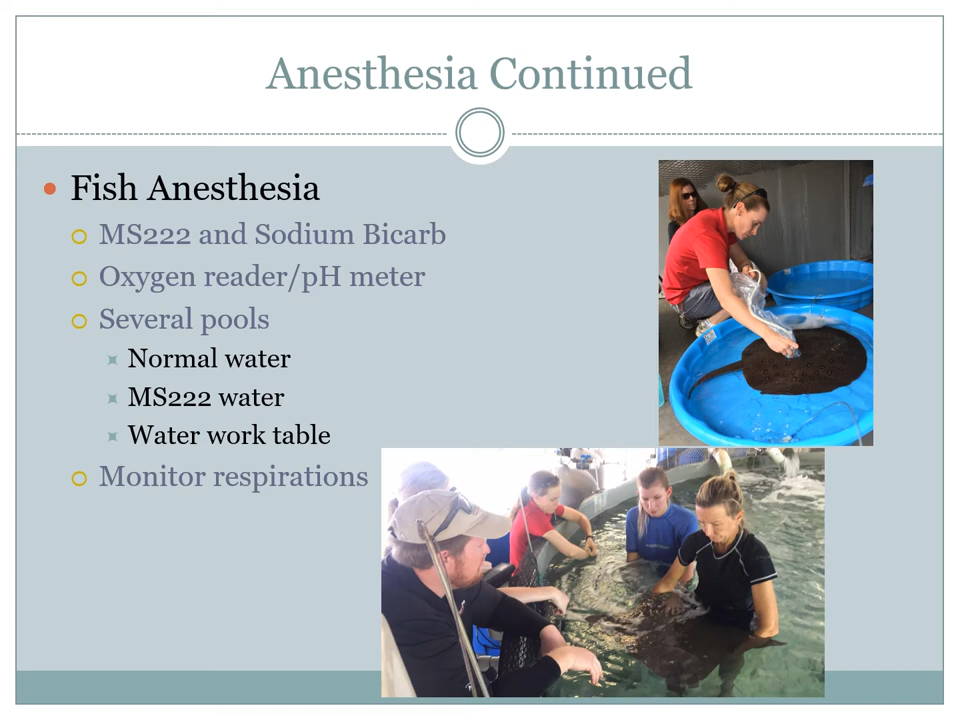 Anesthesia Continued
Fish Anesthesia
MS222 and Sodium Bicarb
Oxygen reader/pH meter
Several pools
Normal water
MS222 water
Water work table
Monitor respirations